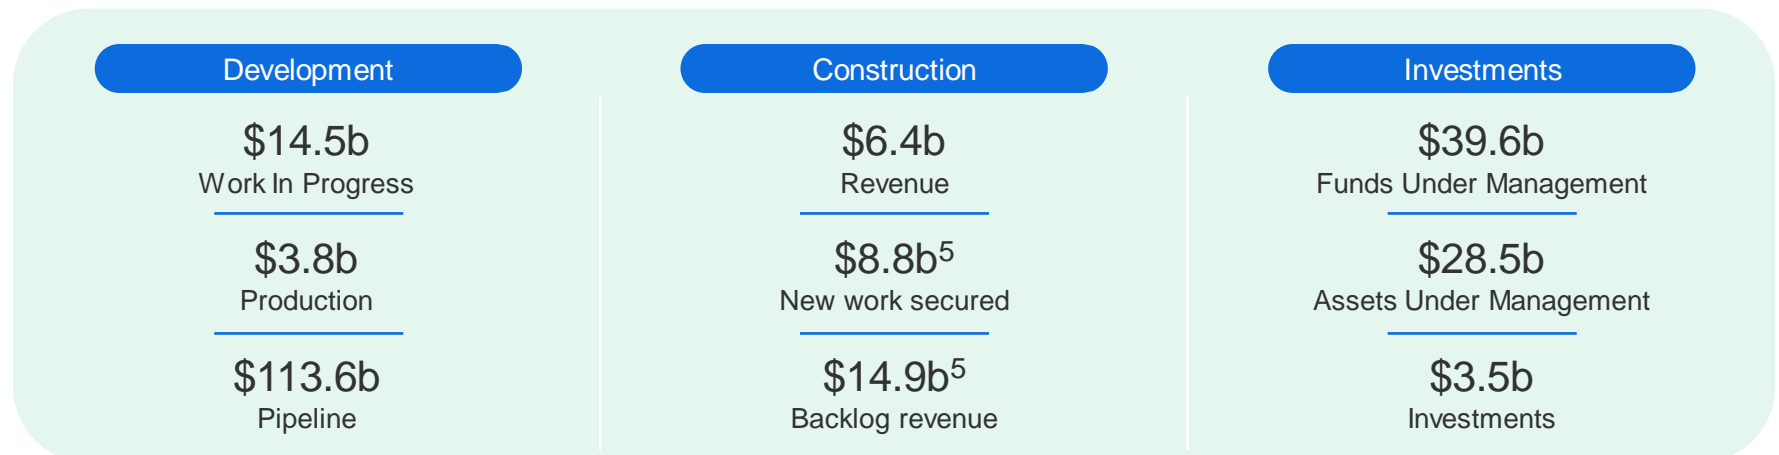 Development
$14.5b
Work In Progress
$3.8b
Production
$113.6b
Pipeline
Construction
$6.4b
Revenue
$8.8b⁵
New work secured
$14.9b⁵
Backlog revenue
Investments
$39.6b
Funds Under Management
$28.5b
Assets Under Management
$3.5b
Investments